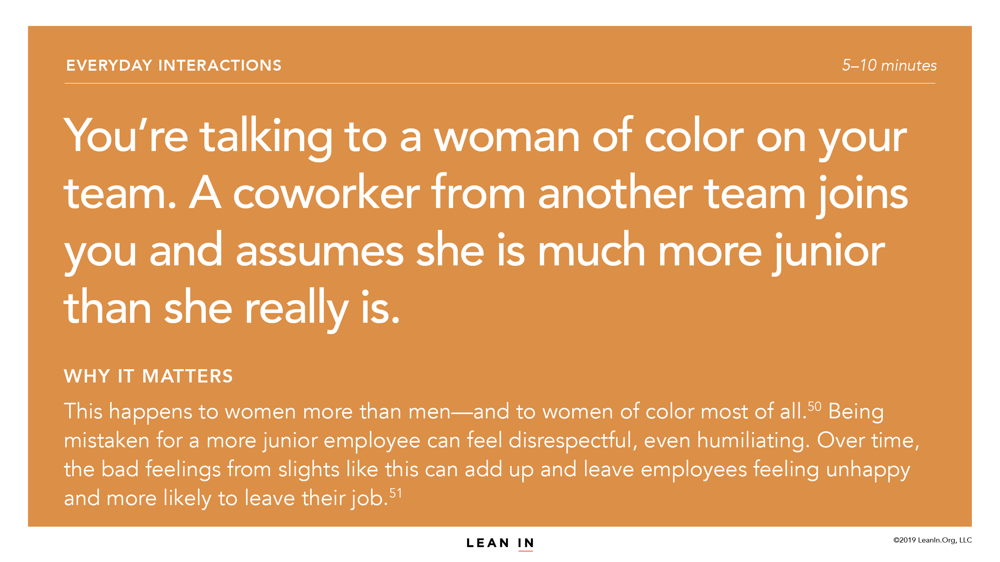 EVERYDAY INTERACTIONS
5–10 minutes
You’re talking to a woman of color on your
team. A coworker from another team joins
you and assumes she is much more junior
than she really is.
WHY IT MATTERS
This happens to women more than men—and to women of color most of all.50 Being
mistaken for a more junior employee can feel disrespectful, even humiliating. Over time,
the bad feelings from slights like this can add up and leave employees feeling unhappy
and more likely to leave their job.51
LEAN IN
©2019 LeanIn.Org, LLC